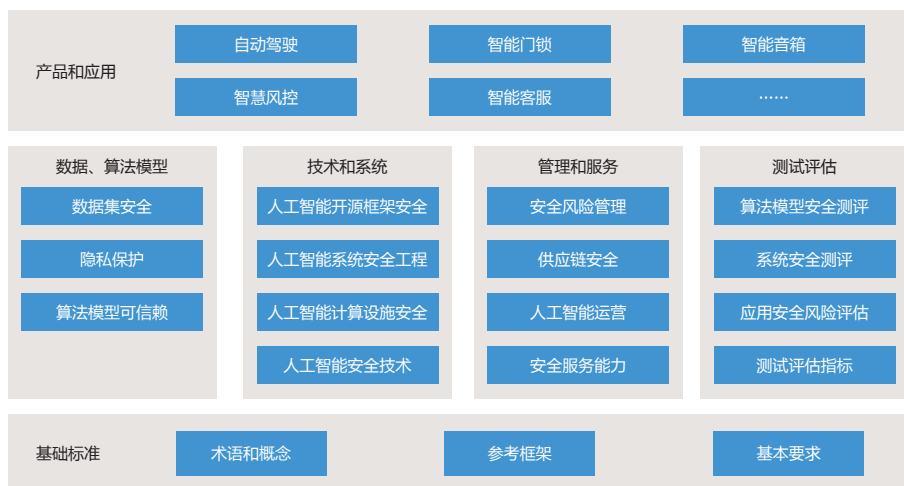 产品和应用
自动驾驶
智能门锁
智能音箱
智慧风控
智能客服
……
数据、算法模型
数据集安全
隐私保护
算法模型可信赖
技术和系统
人工智能开源框架安全
人工智能系统安全工程
人工智能计算设施安全
人工智能安全技术
管理和服务
安全风险管理
供应链安全
人工智能运营
安全服务能力
测试评估
算法模型安全测评
系统安全测评
应用安全风险评估
测试评估指标
基础标准
术语和概念
参考框架
基本要求